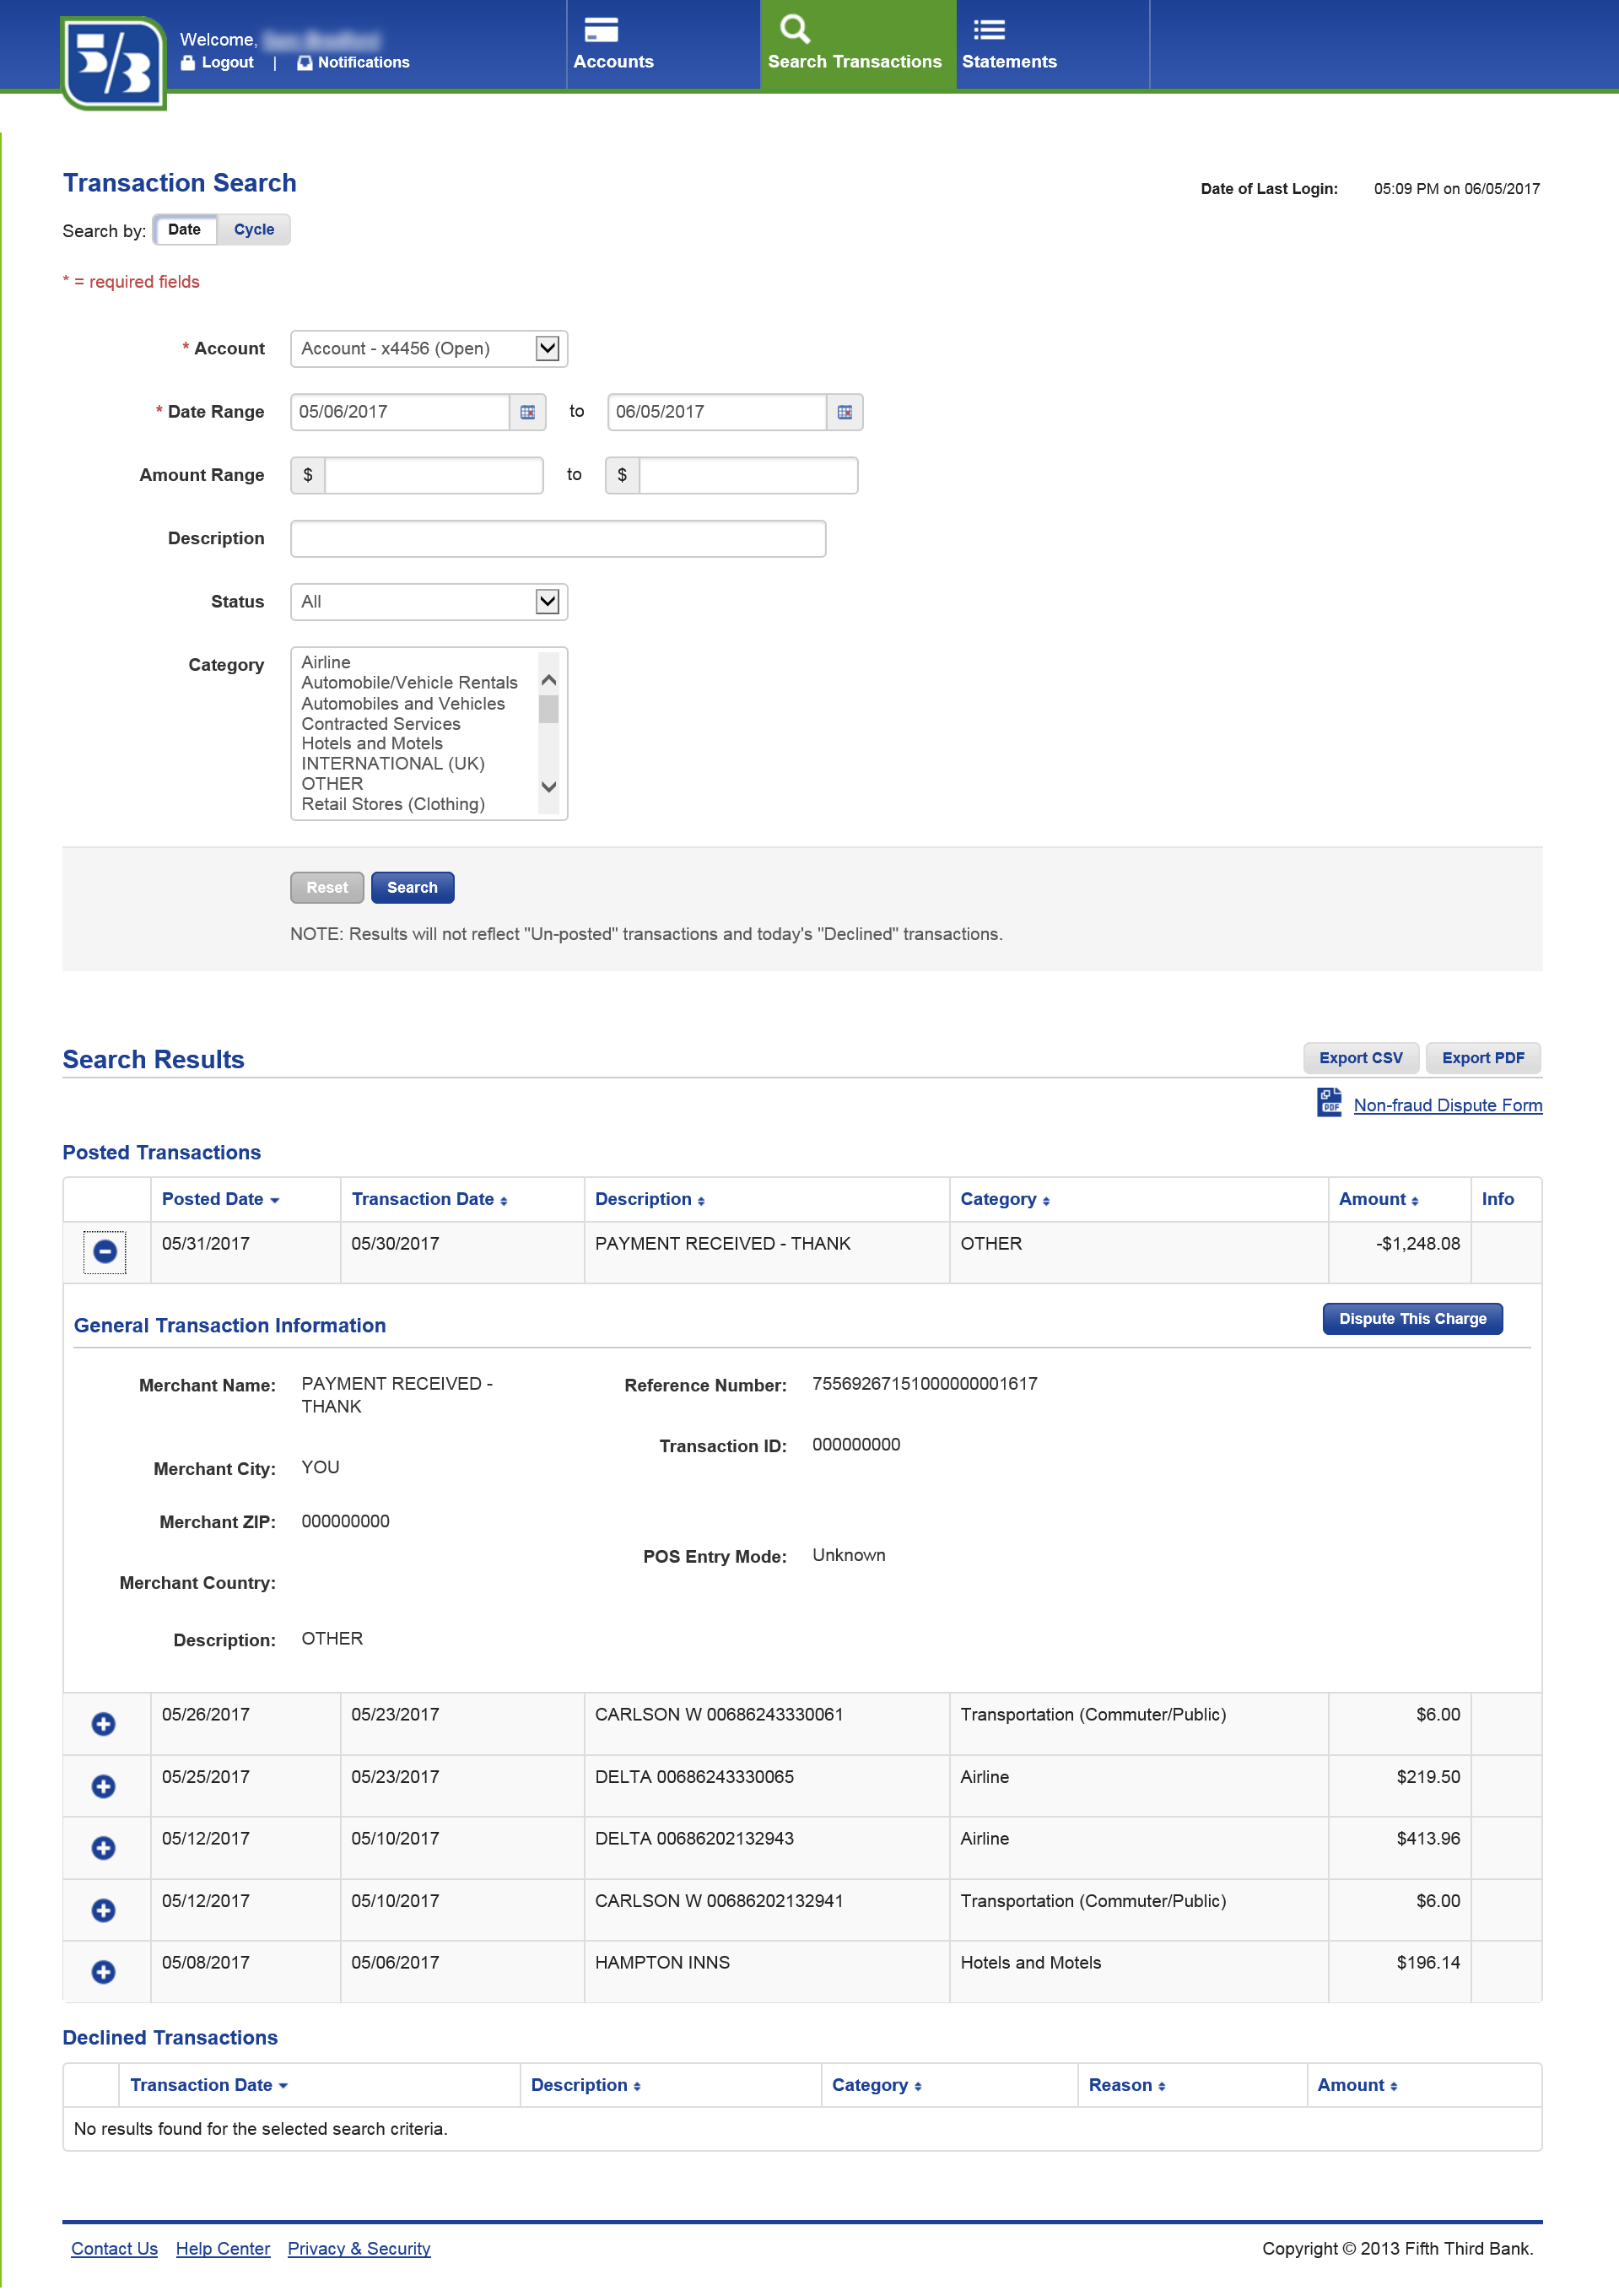 5/3
Welcome,
Logout | Notifications
Accounts
Search Transactions
Statements
Transaction Search
Date of Last Login: 05:09 PM on 06/05/2017
Search by: Date Cycle
* = required fields
* Account Account - x4456 (Open)
* Date Range 05/06/2017 to 06/05/2017
Amount Range $ to $
Description
Status All
Category Airline
Automobile/Vehicle Rentals
Automobiles and Vehicles
Contracted Services
Hotels and Motels
INTERNATIONAL (UK)
OTHER
Retail Stores (Clothing)
Reset Search
NOTE: Results will not reflect "Un-posted" transactions and today's "Declined" transactions.
Search Results Export CSV Export PDF
PDF Non-fraud Dispute Form
Posted Transactions
Posted Date Transaction Date Description Category Amount Info
05/31/2017 05/30/2017 PAYMENT RECEIVED - THANK OTHER -$1,248.08
General Transaction Information Dispute This Charge
Merchant Name: PAYMENT RECEIVED -
THANK
Reference Number: 75569267151000000001617
Transaction ID: 000000000
Merchant City: YOU
Merchant ZIP: 000000000
POS Entry Mode: Unknown
Merchant Country:
Description: OTHER
05/26/2017 05/23/2017 CARLSON W 00686243330061 Transportation (Commuter/Public) $6.00
05/25/2017 05/23/2017 DELTA 00686243330065 Airline $219.50
05/12/2017 05/10/2017 DELTA 00686202132943 Airline $413.96
05/12/2017 05/10/2017 CARLSON W 00686202132941 Transportation (Commuter/Public) $6.00
05/08/2017 05/06/2017 HAMPTON INNS Hotels and Motels $196.14
Declined Transactions
Transaction Date Description Category Reason Amount
No results found for the selected search criteria.
Contact Us Help Center Privacy & Security Copyright © 2013 Fifth Third Bank.